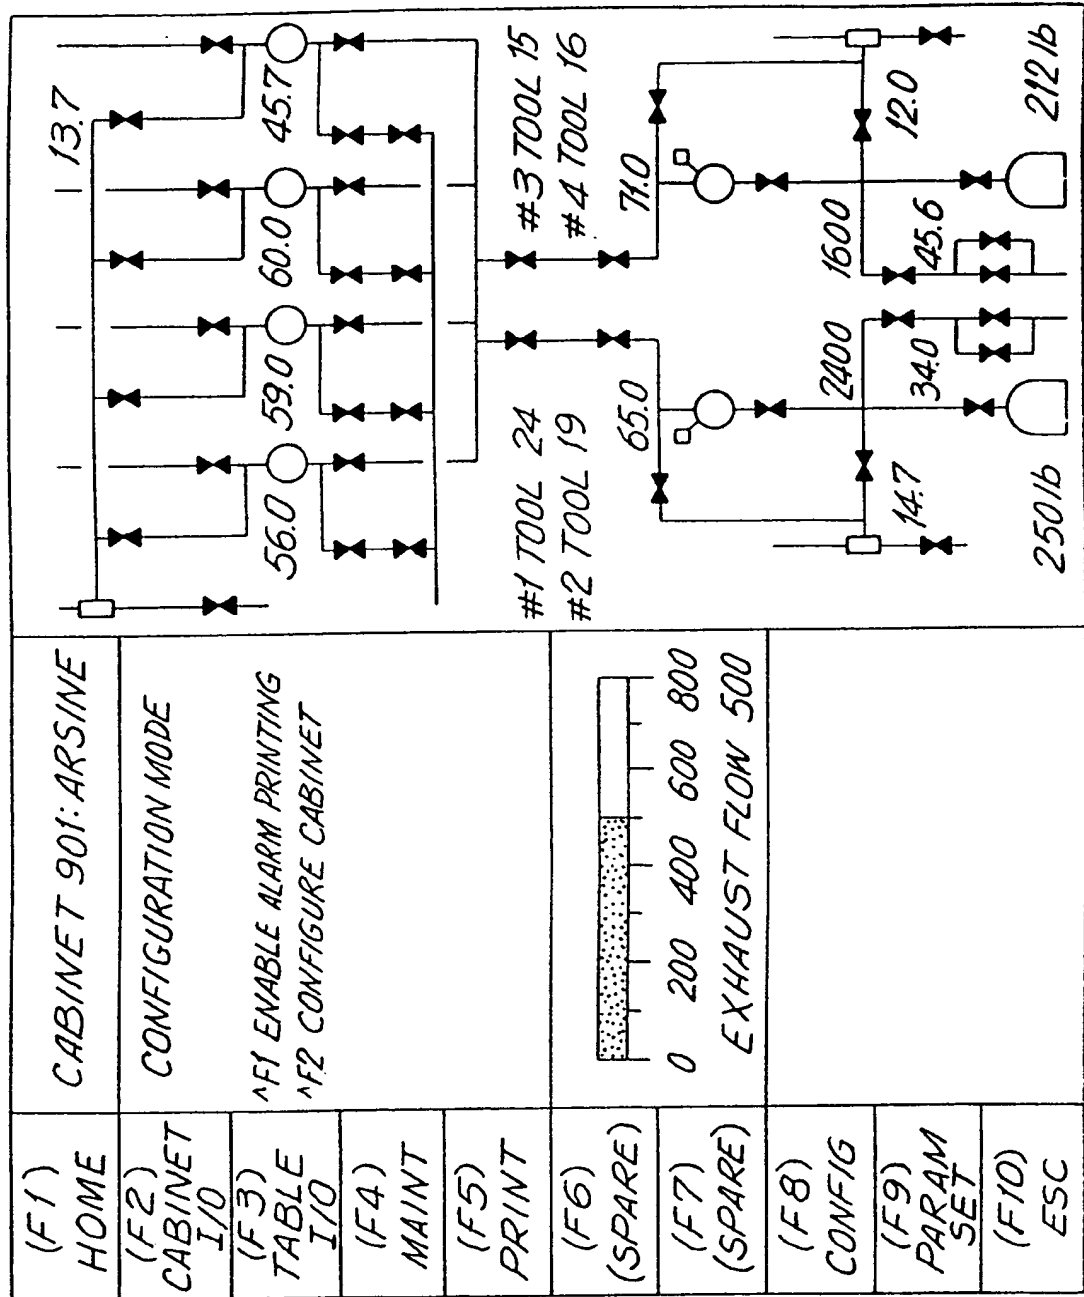 (F1)
HOME
(F2)
CABINET
I/O
(F3)
TABLE
I/O
(F4)
MAINT
(F5)
PRINT
(F6)
(SPARE)
(F7)
(SPARE)
(F8)
CONFIG
(F9)
PARAM
SET
(F10)
ESC
CABINET 901: ARSINE
CONFIGURATION MODE
^F1 ENABLE ALARM PRINTING
^F2 CONFIGURE CABINET
0 200 400 600 800
EXHAUST FLOW 500
13.7
56.0 59.0 60.0 45.7
#1 TOOL 24 #3 TOOL 15
#2 TOOL 19 #4 TOOL 16
65.0 71.0
2400 1600
14.7 34.0 45.6 12.0
250 lb 212 lb